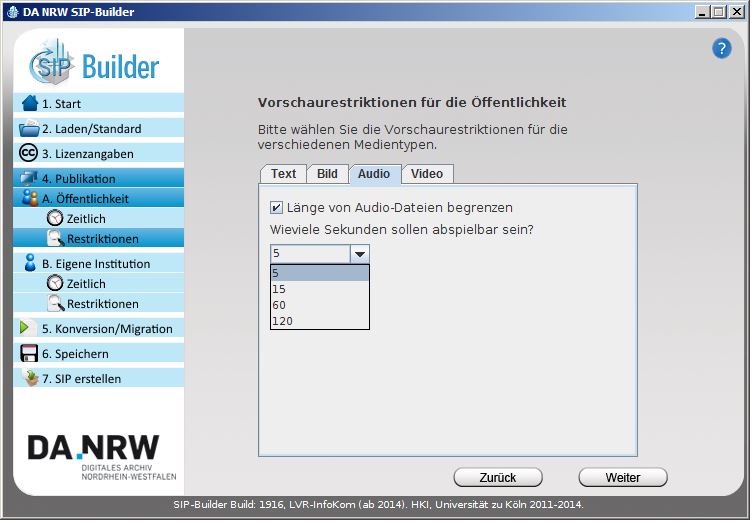 DA NRW SIP-Builder
SIP Builder
?
1. Start
2. Laden/Standard
CC 3. Lizenzangaben
4. Publikation
A. Öffentlichkeit
Zeitlich
Restriktionen
B. Eigene Institution
Zeitlich
Restriktionen
5. Konversion/Migration
6. Speichern
7. SIP erstellen
DA.NRW
DIGITALES ARCHIV
NORDRHEIN-WESTFALEN
Vorschaurestriktionen für die Öffentlichkeit
Bitte wählen Sie die Vorschaurestriktionen für die
verschiedenen Medientypen.
Text Bild Audio Video
Länge von Audio-Dateien begrenzen
Wieviele Sekunden sollen abspielbar sein?
5
5
15
60
120
Zurück Weiter
SIP-Builder Build: 1916, LVR-InfoKom (ab 2014). HKI, Universität zu Köln 2011-2014.